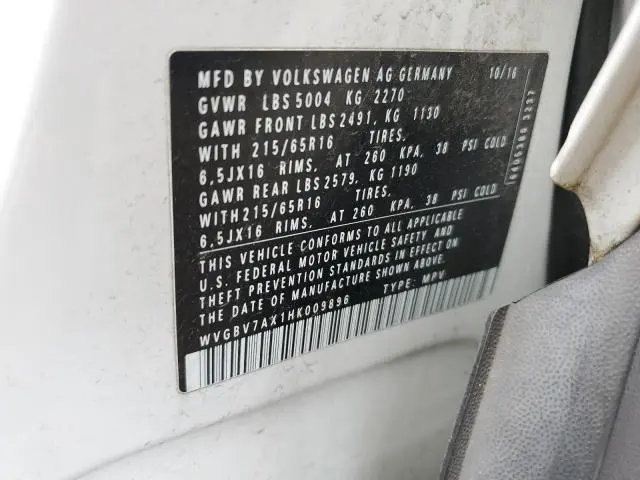 MFD BY VOLKSWAGEN AG GERMANY 10/16
GVWR LBS 5004 KG 2270
GAWR FRONT LBS 2491, KG 1130
WITH 215/65R16 TIRES.
6,5JX16 RIMS, AT 260 KPA, 38 PSI COLD
GAWR REAR LBS 2579, KG 1190
WITH 215/65R16 TIRES.
6,5JX16 RIMS, AT 260 KPA, 38 PSI COLD
THIS VEHICLE CONFORMS TO ALL APPLICABLE
U.S. FEDERAL MOTOR VEHICLE SAFETY AND
THEFT PREVENTION STANDARDS IN EFFECT ON
THE DATE OF MANUFACTURE SHOWN ABOVE.
WVGBV7AX1HK009896 TYPE: MPV